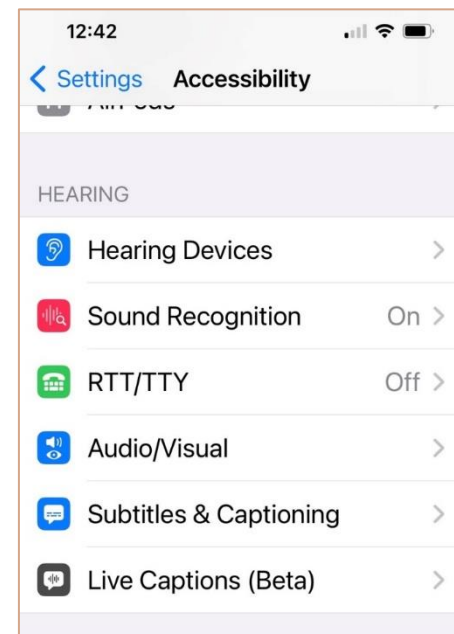 12:42
Settings Accessibility
HEARING
Hearing Devices
Sound Recognition On
RTT/TTY Off
Audio/Visual
Subtitles & Captioning
Live Captions (Beta)